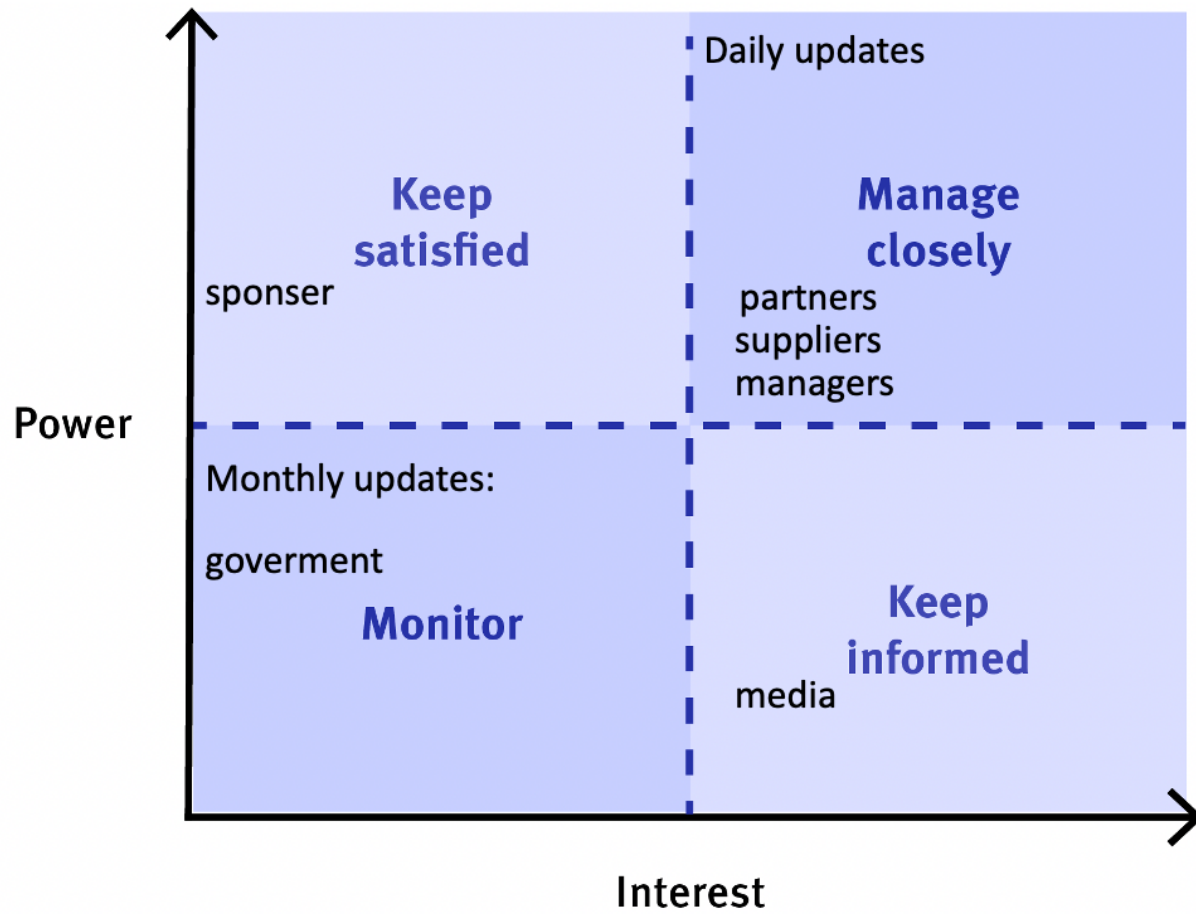 Daily updates
Keep
satisfied
sponser
Manage
closely
partners
suppliers
managers
Power
Monthly updates:
goverment
Monitor
Keep
informed
media
Interest